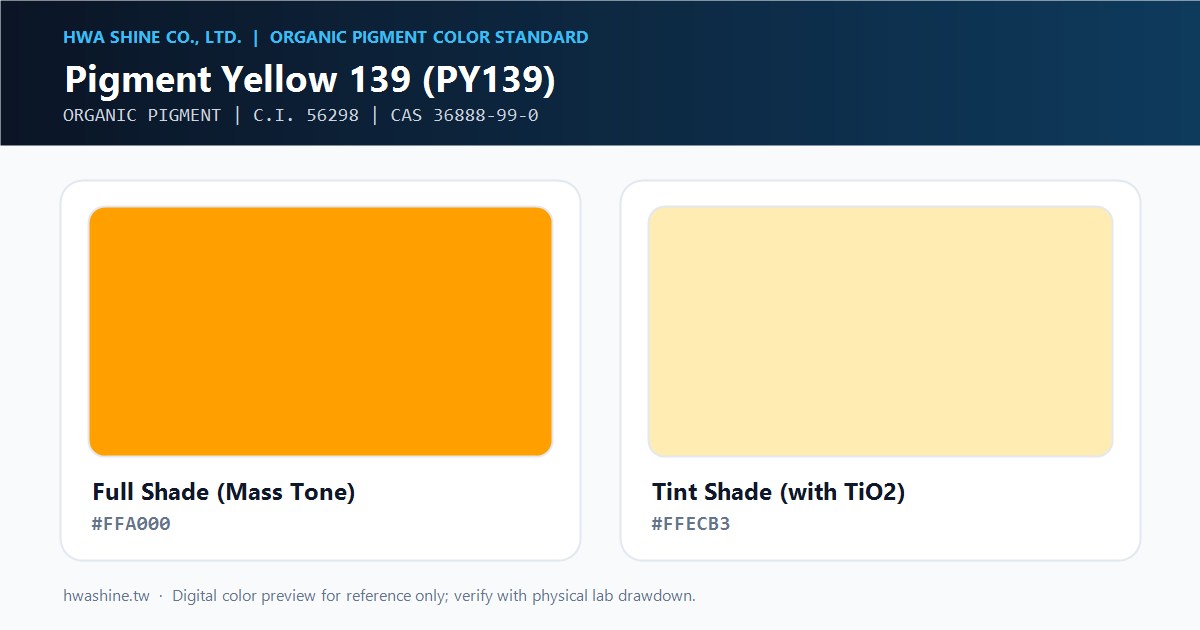 HWA SHINE CO., LTD. | ORGANIC PIGMENT COLOR STANDARD
Pigment Yellow 139 (PY139)
ORGANIC PIGMENT | C.I. 56298 | CAS 36888-99-0
Full Shade (Mass Tone)
#FFA000
Tint Shade (with TiO2)
#FFECB3
hwashine.tw · Digital color preview for reference only; verify with physical lab drawdown.